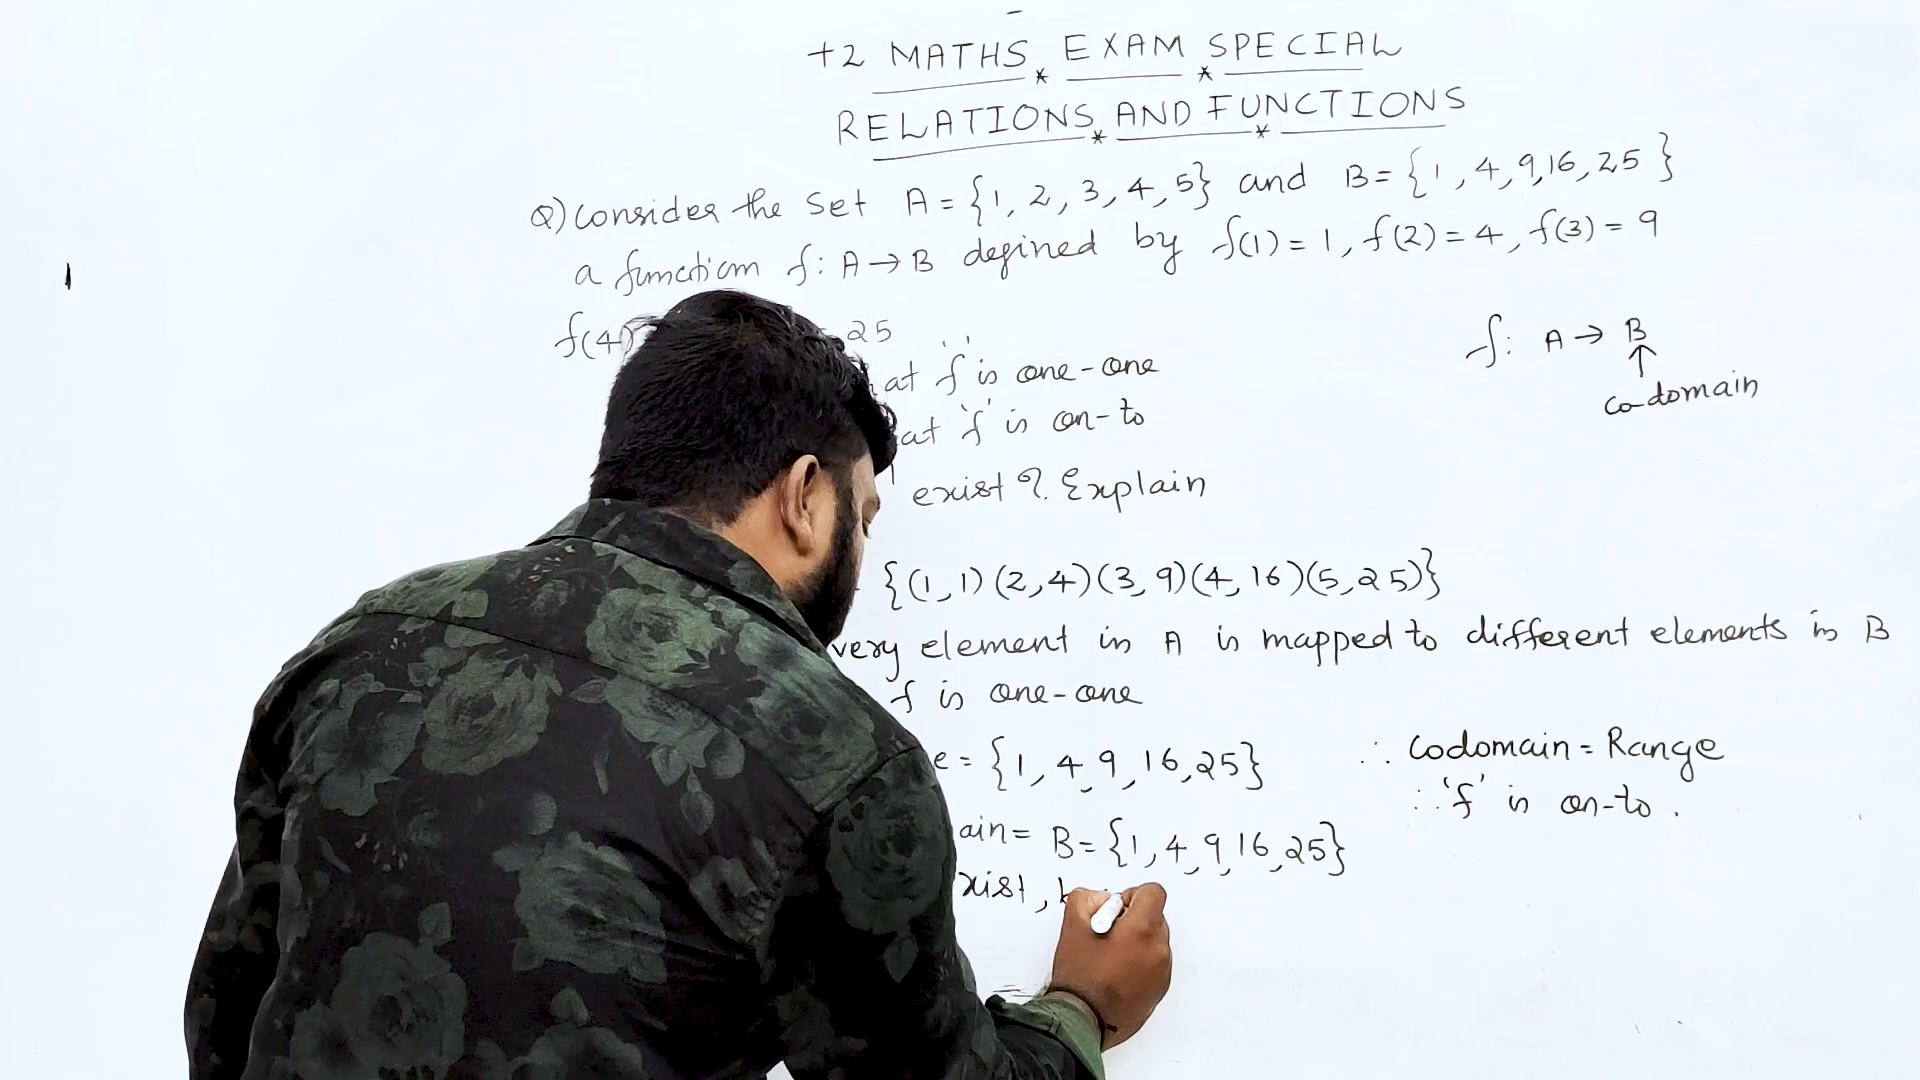 +2 MATHS EXAM SPECIAL
RELATIONS AND FUNCTIONS
Q) Consider the Set A = {1, 2, 3, 4, 5} and B = {1, 4, 9, 16, 25}
a function f: A → B defined by f(1) = 1, f(2) = 4, f(3) = 9
f(4) 25
at 'f' is one-one
at 'f' is on-to
exist ? Explain
f: A → B
↑
co-domain
{(1,1) (2,4) (3,9) (4,16) (5,25)}
very element in A is mapped to different elements in B
f is one-one
e = {1, 4, 9, 16, 25}
∴ Codomain = Range
∴ 'f' is on-to.
ain = B = {1, 4, 9, 16, 25}
xist,